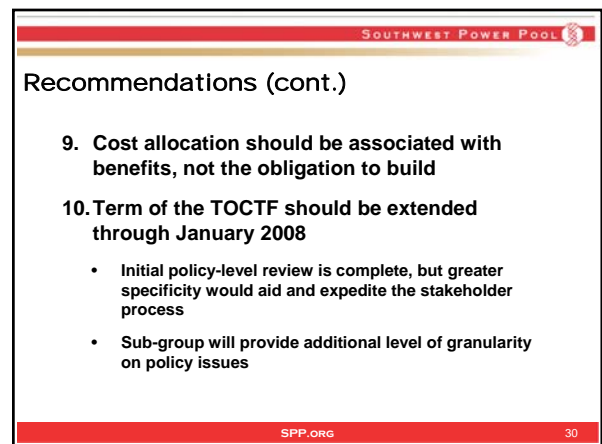 SOUTHWEST POWER POOL
Recommendations (cont.)
9. Cost allocation should be associated with
benefits, not the obligation to build
10. Term of the TOCTF should be extended
through January 2008
• Initial policy-level review is complete, but greater
specificity would aid and expedite the stakeholder
process
• Sub-group will provide additional level of granularity
on policy issues
SPP.ORG 30